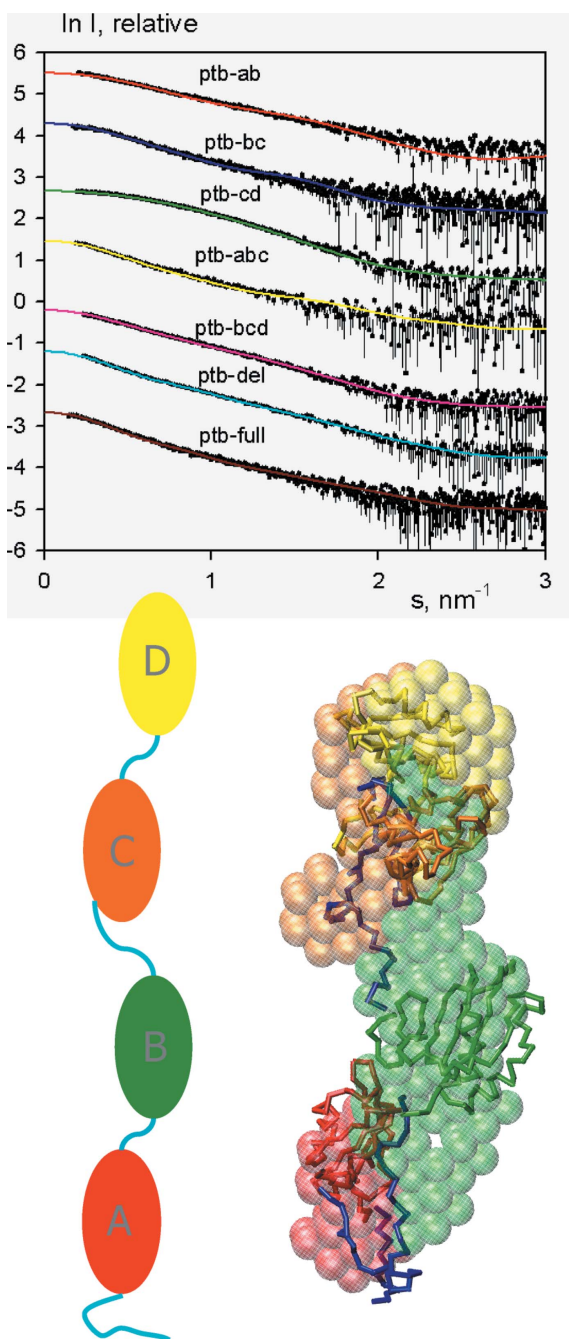 ln I, relative
6
ptb-ab
5
ptb-bc
4
3
ptb-cd
2
ptb-abc
1
0
ptb-bcd
-1
ptb-del
-2
ptb-full
-3
-4
-5
-6
0 1 2 3
s, nm⁻¹
D
C
B
A